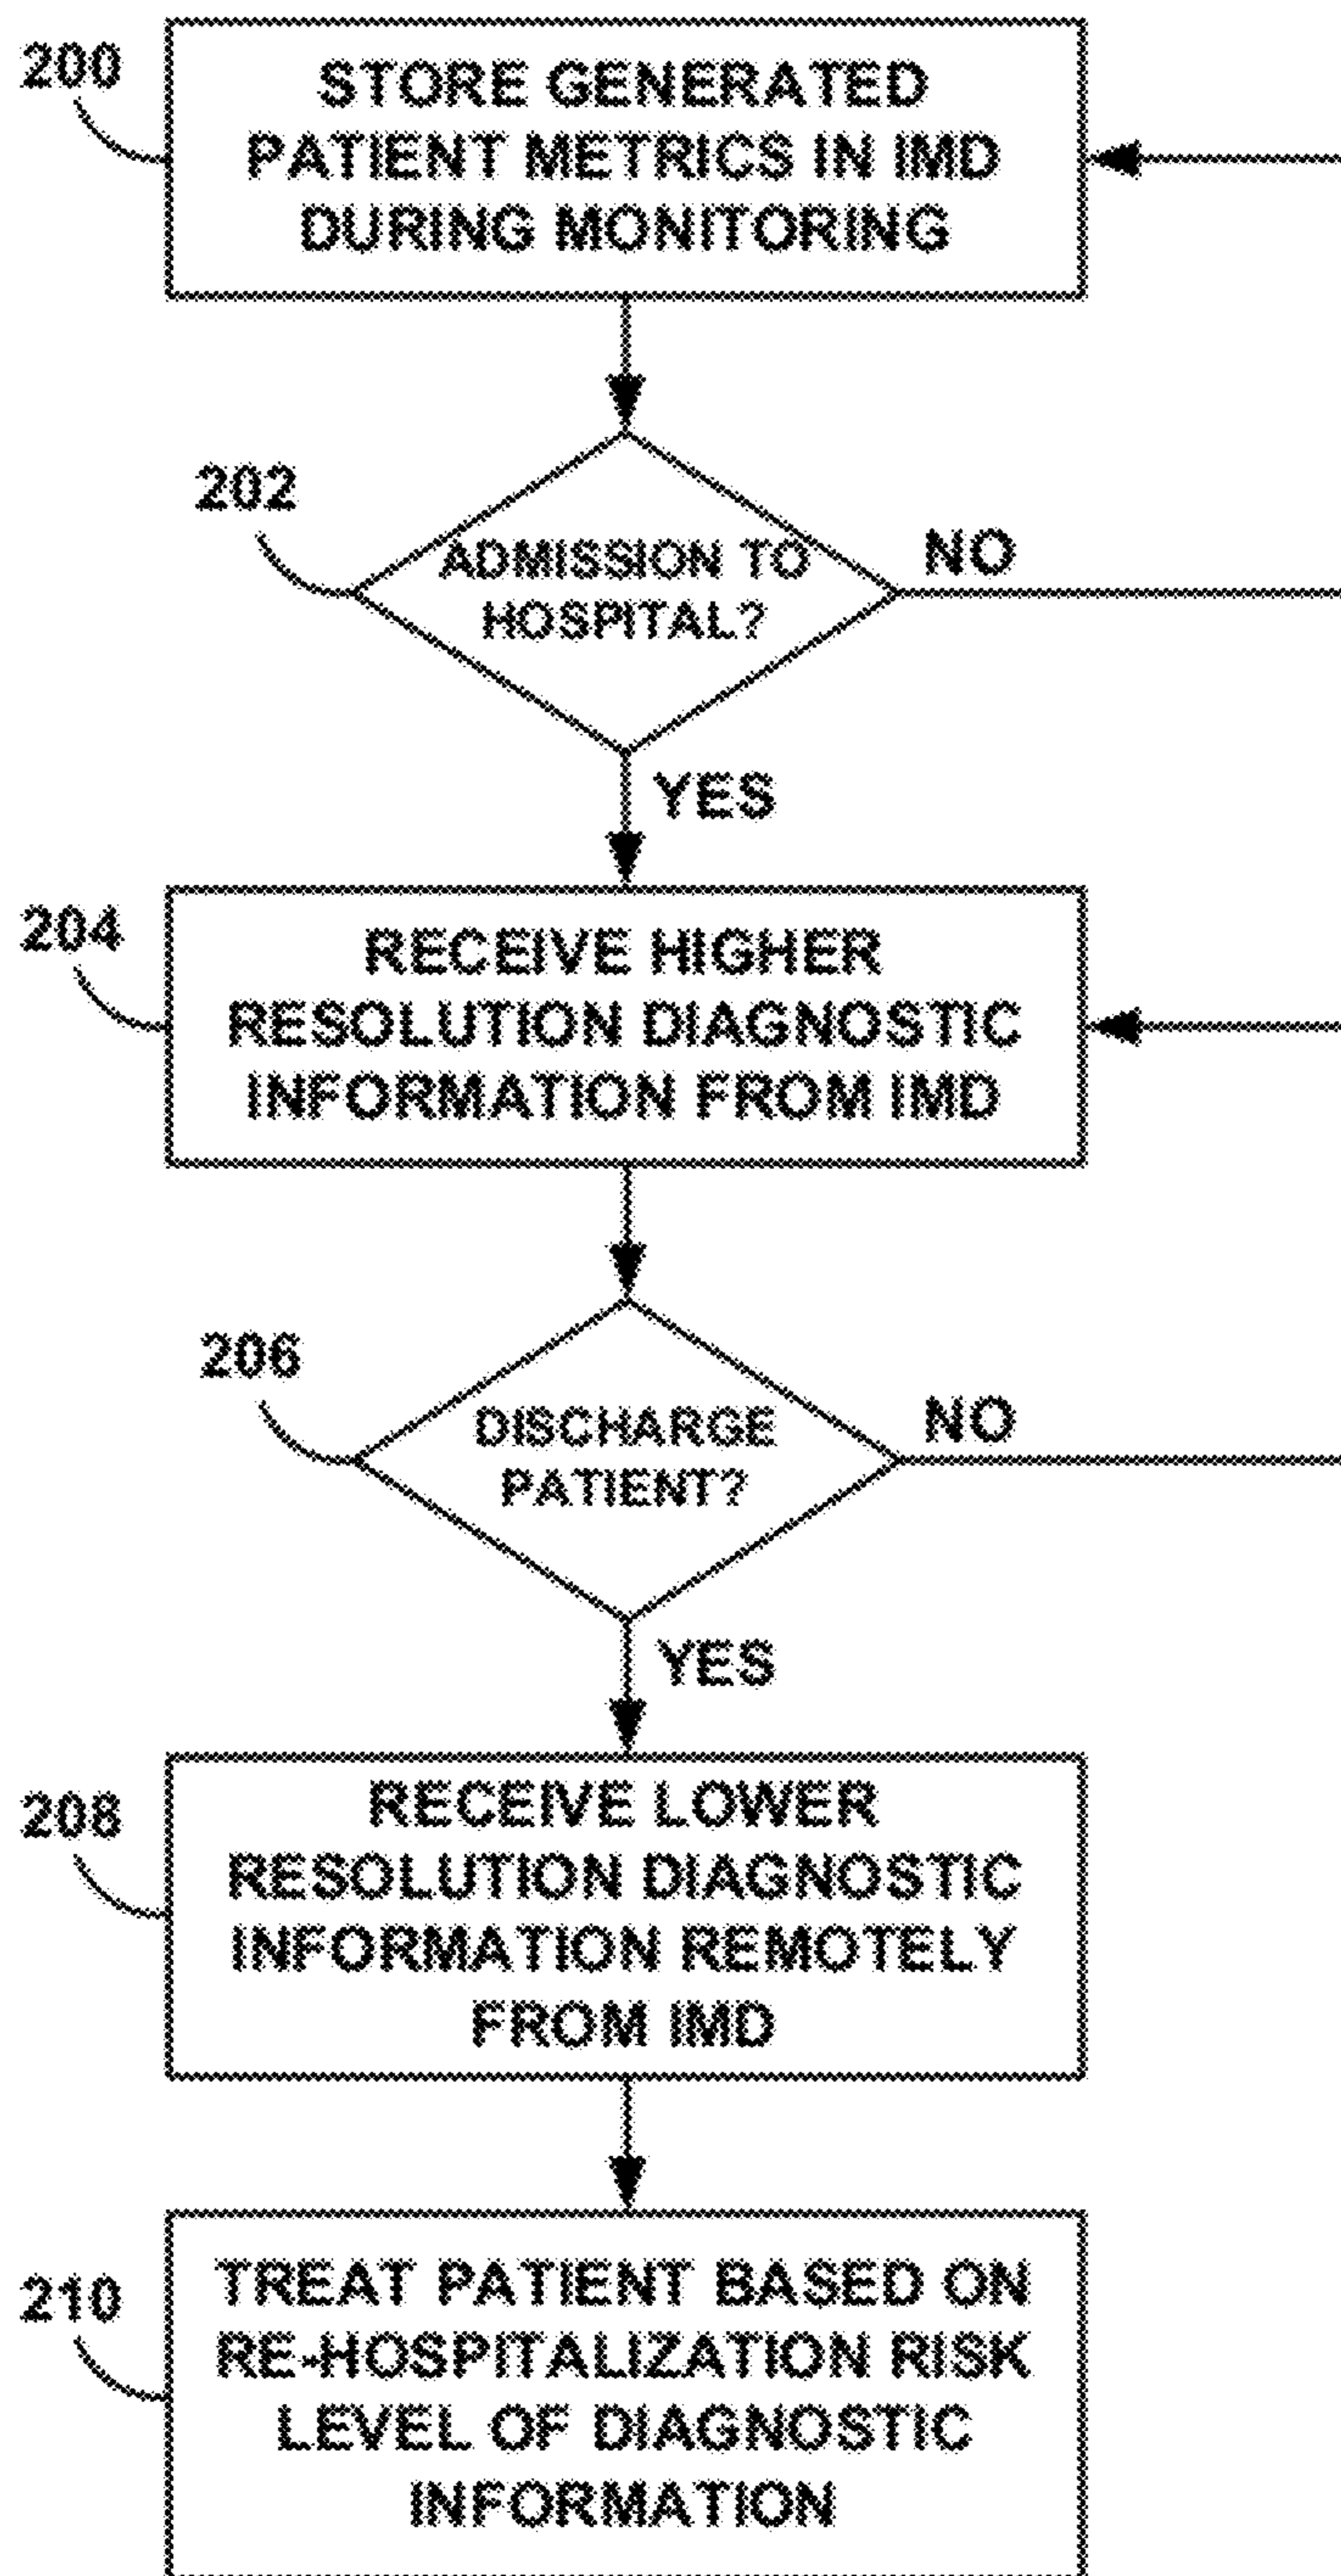 200
STORE GENERATED
PATIENT METRICS IN IMD
DURING MONITORING
202
ADMISSION TO
HOSPITAL?
NO
YES
204
RECEIVE HIGHER
RESOLUTION DIAGNOSTIC
INFORMATION FROM IMD
206
DISCHARGE
PATIENT?
NO
YES
208
RECEIVE LOWER
RESOLUTION DIAGNOSTIC
INFORMATION REMOTELY
FROM IMD
210
TREAT PATIENT BASED ON
RE-HOSPITALIZATION RISK
LEVEL OF DIAGNOSTIC
INFORMATION